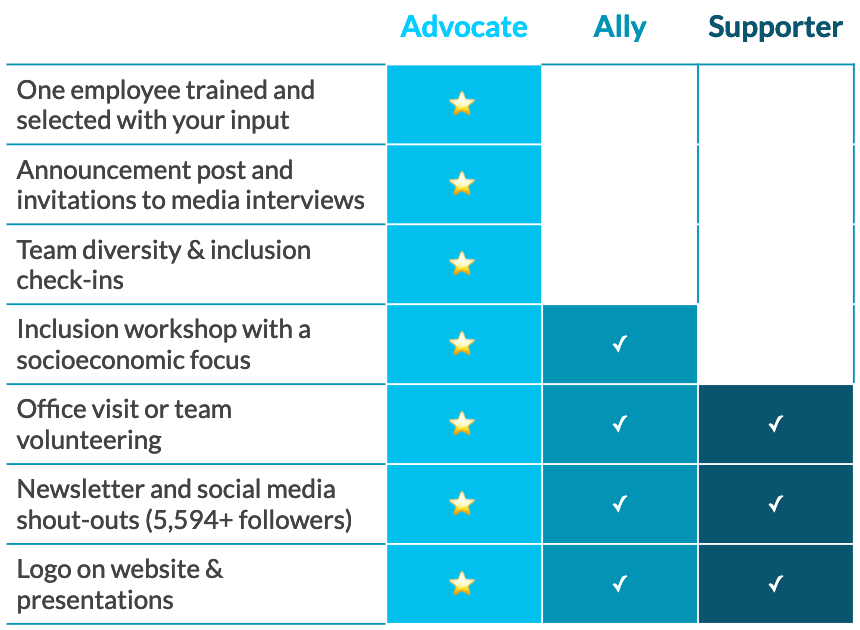 Advocate Ally Supporter
One employee trained and
selected with your input
⭐
Announcement post and
invitations to media interviews
⭐
Team diversity & inclusion
check-ins
⭐
Inclusion workshop with a
socioeconomic focus
⭐ ✓
Office visit or team
volunteering
⭐ ✓ ✓
Newsletter and social media
shout-outs (5,594+ followers)
⭐ ✓ ✓
Logo on website &
presentations
⭐ ✓ ✓